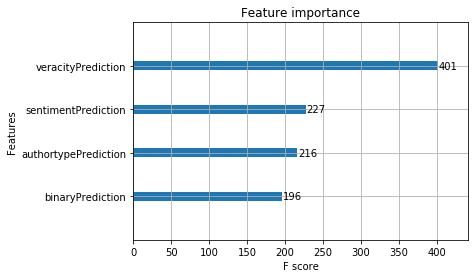 Feature importance
Features
veracityPrediction
401
sentimentPrediction
227
authortypePrediction
216
binaryPrediction
196
0 50 100 150 200 250 300 350 400
F score